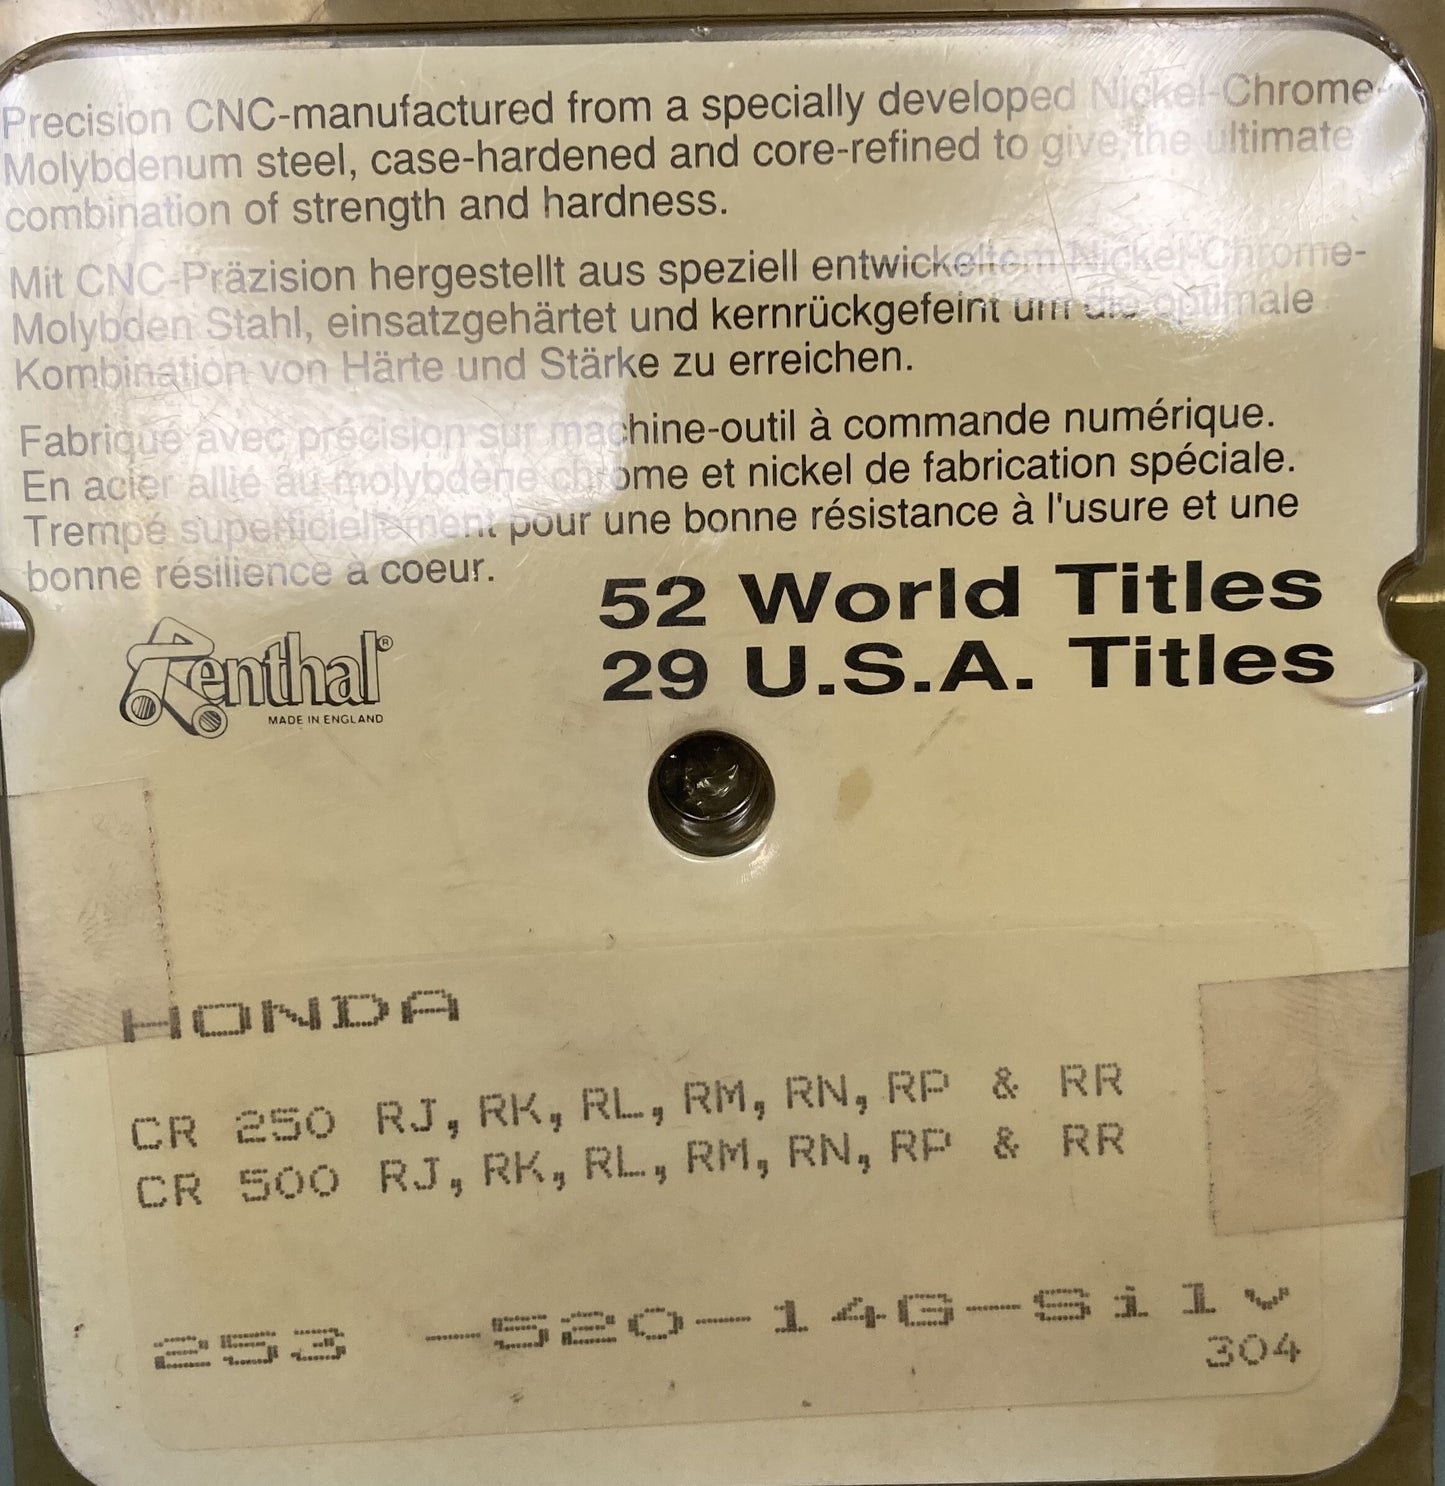 Precision CNC-manufactured from a specially developed Nickel-Chrome-
Molybdenum steel, case-hardened and core-refined to give the ultimate
combination of strength and hardness.
Mit CNC-Präzision hergestellt aus speziell entwickeltem Nickel-Chrome-
Molybden Stahl, einsatzgehärtet und kernrückgefeint um die optimale
Kombination von Härte und Stärke zu erreichen.
Fabriqué avec précision sur machine-outil à commande numérique.
En acier allié au molybdène chrome et nickel de fabrication spéciale.
Trempé superficiellement pour une bonne résistance à l'usure et une
bonne résilience à coeur.
52 World Titles
29 U.S.A. Titles
Renthal®
MADE IN ENGLAND
HONDA
CR 250 RJ, RK, RL, RM, RN, RP & RR
CR 500 RJ, RK, RL, RM, RN, RP & RR
253 -520-14G-Silv
304